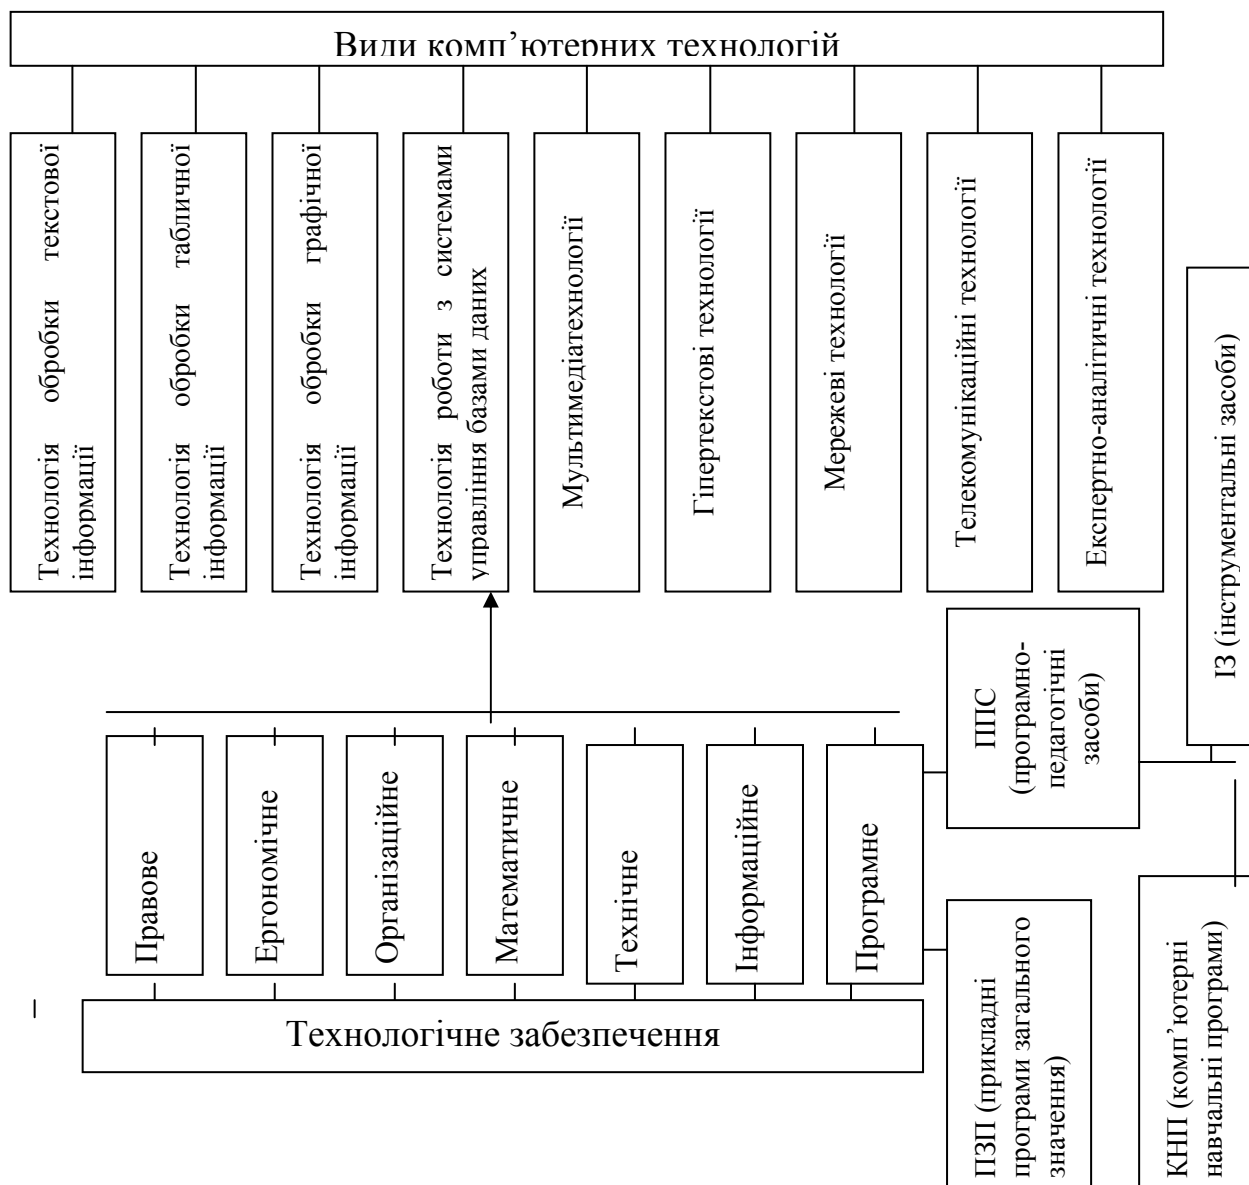 Види комп’ютерних технологій
Технологія обробки текстової
інформації
Технологія обробки табличної
інформації
Технологія обробки графічної
інформації
Технологія роботи з системами
управління базами даних
Мультимедіатехнології
Гіпертекстові технології
Мережеві технології
Телекомунікаційні технології
Експертно-аналітичні технології
ІЗ (інструментальні засоби)
ППС
(програмно-
педагогічні
засоби)
Правове
Ергономічне
Організаційне
Математичне
Технічне
Інформаційне
Програмне
Технологічне забезпечення
ПЗП (прикладні
програми загального
значення)
КНП (комп’ютерні
навчальні програми)